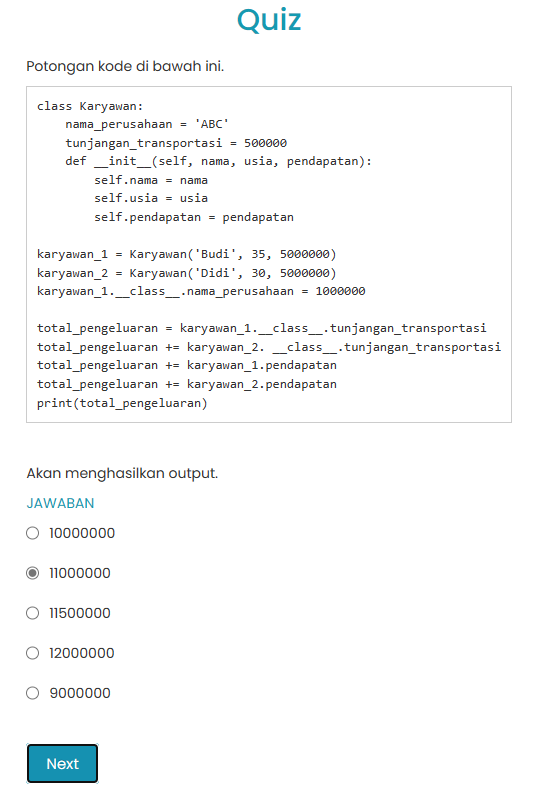 Quiz
Potongan kode di bawah ini.
class Karyawan:
    nama_perusahaan = 'ABC'
    tunjangan_transportasi = 500000
    def __init__(self, nama, usia, pendapatan):
        self.nama = nama
        self.usia = usia
        self.pendapatan = pendapatan
karyawan_1 = Karyawan('Budi', 35, 5000000)
karyawan_2 = Karyawan('Didi', 30, 5000000)
karyawan_1.__class__.nama_perusahaan = 1000000
total_pengeluaran = karyawan_1.__class__.tunjangan_transportasi
total_pengeluaran += karyawan_2. __class__.tunjangan_transportasi
total_pengeluaran += karyawan_1.pendapatan
total_pengeluaran += karyawan_2.pendapatan
print(total_pengeluaran)
Akan menghasilkan output.
JAWABAN
10000000
11000000
11500000
12000000
9000000
Next